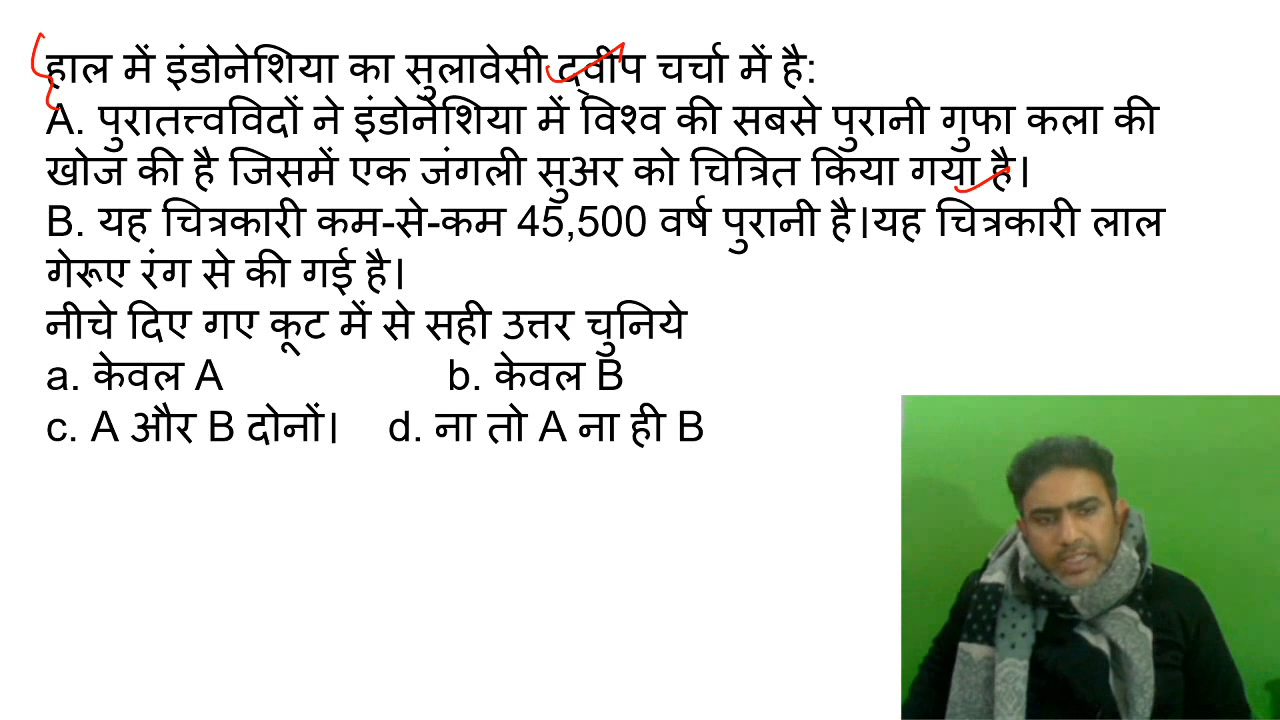 हाल में इंडोनेशिया का सुलावेसी द्वीप चर्चा में है:
A. पुरातत्त्वविदों ने इंडोनेशिया में विश्व की सबसे पुरानी गुफा कला की
खोज की है जिसमें एक जंगली सुअर को चित्रित किया गया है।
B. यह चित्रकारी कम-से-कम 45,500 वर्ष पुरानी है।यह चित्रकारी लाल
गेरूए रंग से की गई है।
नीचे दिए गए कूट में से सही उत्तर चुनिये
a. केवल A b. केवल B
c. A और B दोनों। d. ना तो A ना ही B